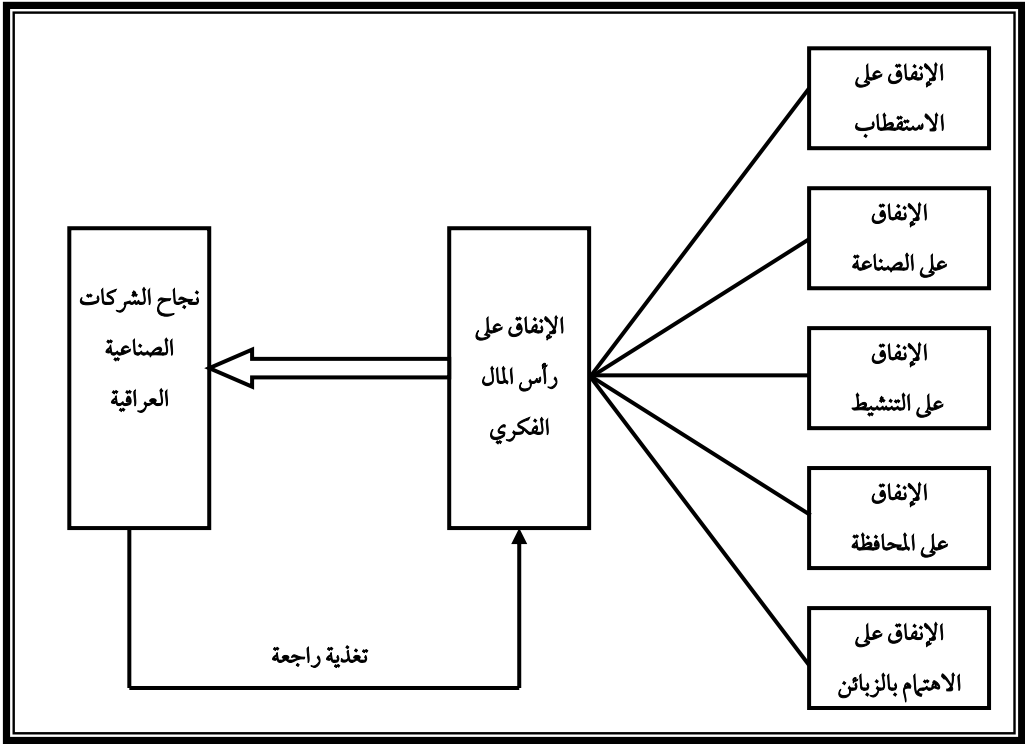 الإنفاق على
الاستقطاب
الإنفاق
على الصناعة
الإنفاق
على التنشيط
الإنفاق
على المحافظة
الإنفاق على
الاهتمام بالزبائن
الإنفاق على
رأس المال
الفكري
نجاح الشركات
الصناعية
العراقية
تغذية راجعة